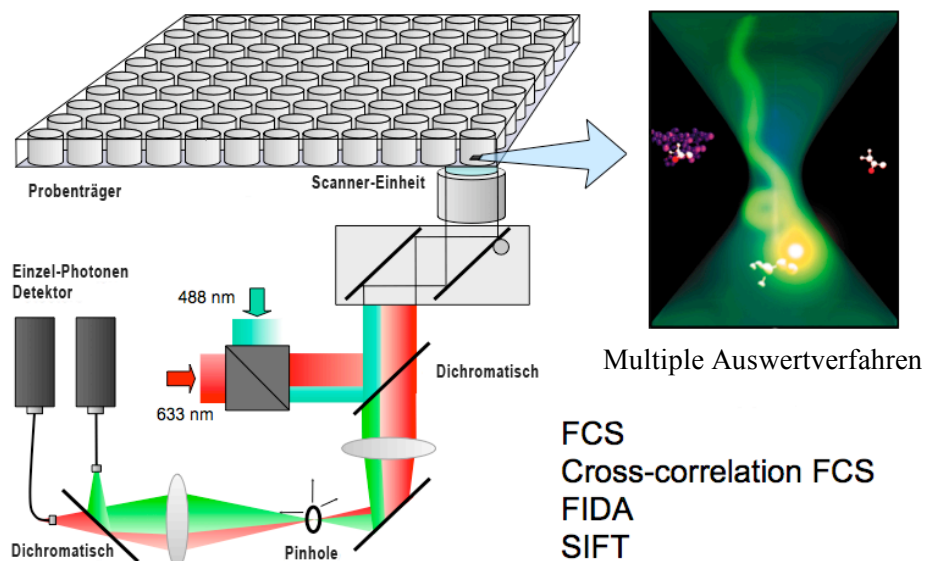 Probenträger
Scanner-Einheit
Einzel-Photonen
Detektor
488 nm
633 nm
Dichromatisch
Multiple Auswertverfahren
FCS
Cross-correlation FCS
FIDA
SIFT
Dichromatisch
Pinhole